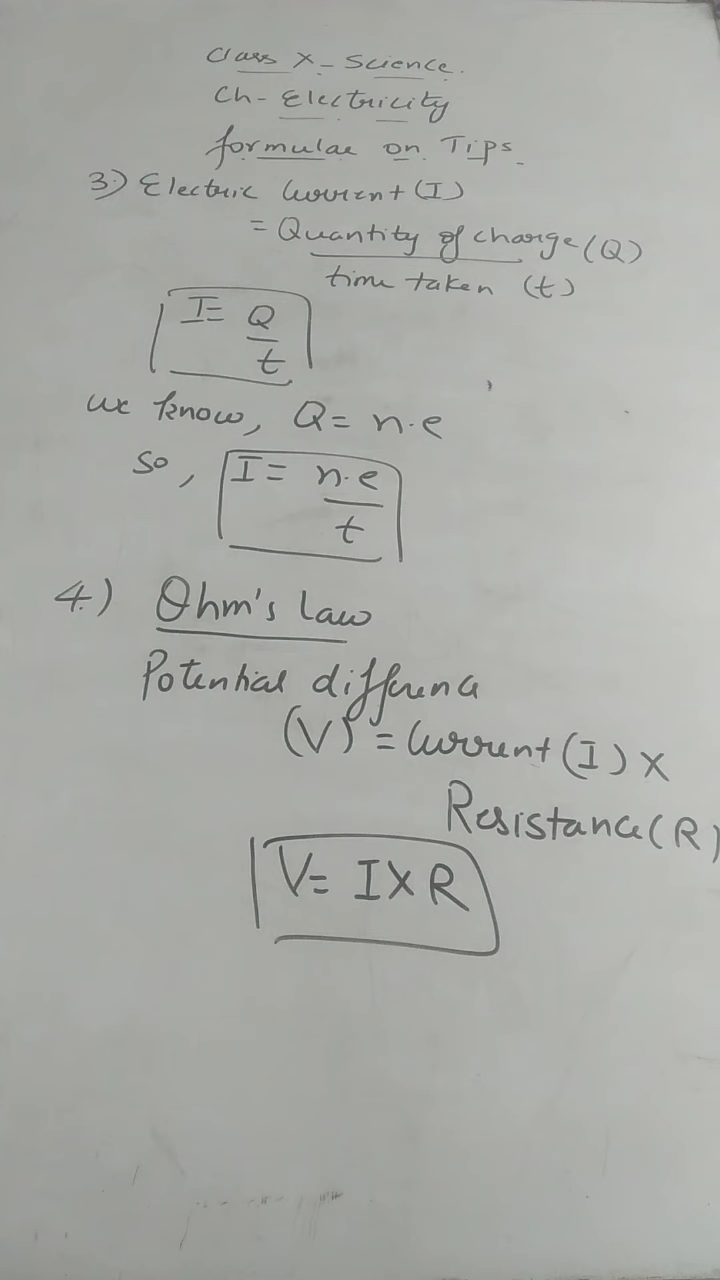 Class X - Science.
Ch- Electricity
formulae on Tips.
3.) Electric Current (I)
= Quantity of charge (Q)
time taken (t)
I = Q
t
we know, Q = n.e
so, I = n.e
t
4.) Ohm's Law
Potential difference
(V) = Current (I) X
Resistance (R)
V = I X R